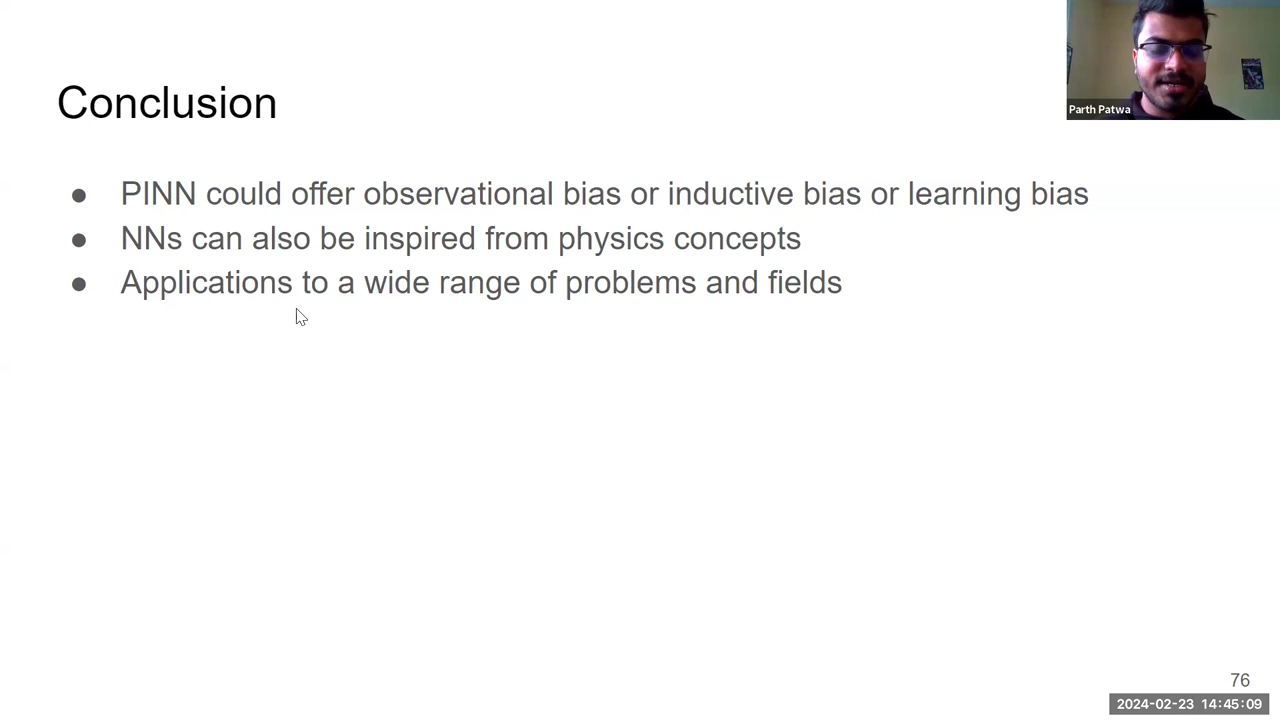 Conclusion
Parth Patwa
● PINN could offer observational bias or inductive bias or learning bias
● NNs can also be inspired from physics concepts
● Applications to a wide range of problems and fields
76
2024-02-23 14:45:09